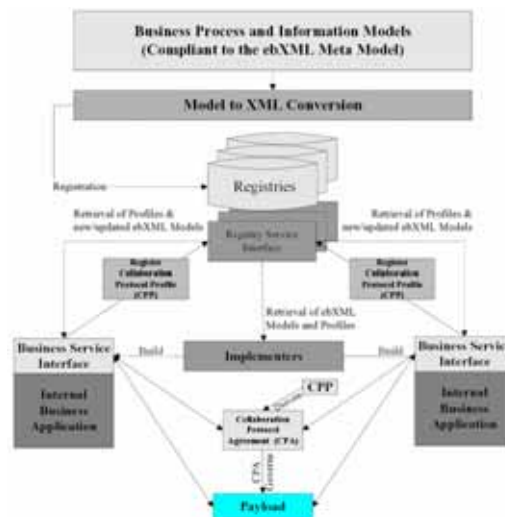 Business Process and Information Models
(Compliant to the ebXML Meta Model)
Model to XML Conversion
Registration
Registries
Retrieval of Profiles &
new/updated ebXML Models
Retrieval of Profiles &
new/updated ebXML Models
Registry Service
Interface
Register
Collaboration
Protocol Profile
(CPP)
Register
Collaboration
Protocol Profile
(CPP)
Retrieval of ebXML
Models and Profiles
Business Service
Interface
Build
Implementers
Build
Business Service
Interface
Internal
Business
Application
Internal
Business
Application
CPP
Collaboration
Protocol
Agreement (CPA)
CPA
Governs
Payload